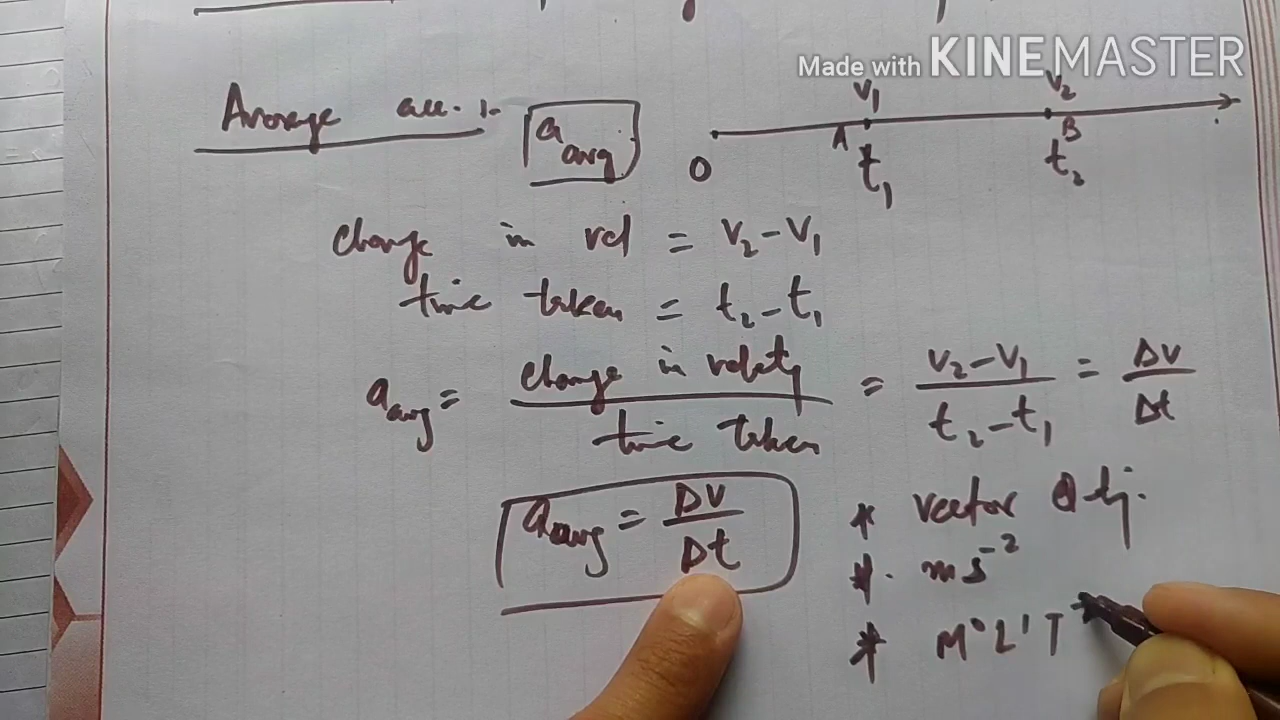 Made with KINEMASTER
Average acc. :-
a avg
V₁ V₂
O A B
t₁ t₂
change in vel = V₂ - V₁
time taken = t₂ - t₁
a avg = change in velocity / time taken = V₂ - V₁ / t₂ - t₁ = ΔV / Δt
a avg = ΔV / Δt
* vector Qty.
*. ms⁻²
* M⁰L¹T⁻